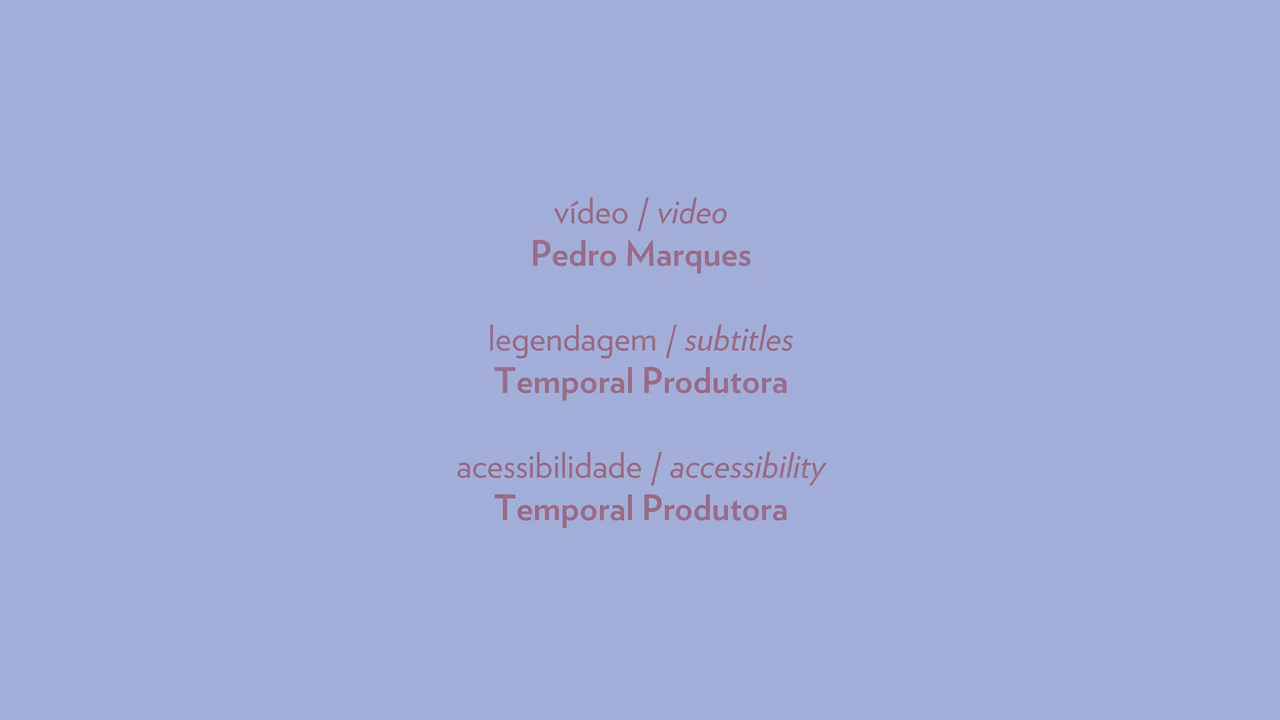 vídeo / video
Pedro Marques
legendagem / subtitles
Temporal Produtora
acessibilidade / accessibility
Temporal Produtora